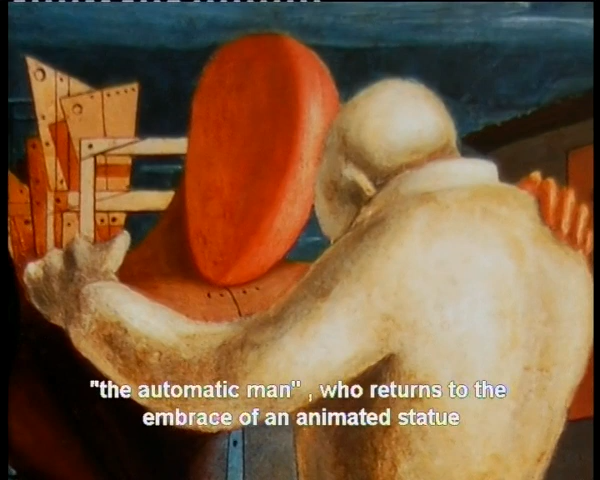 "the automatic man" , who returns to the
embrace of an animated statue